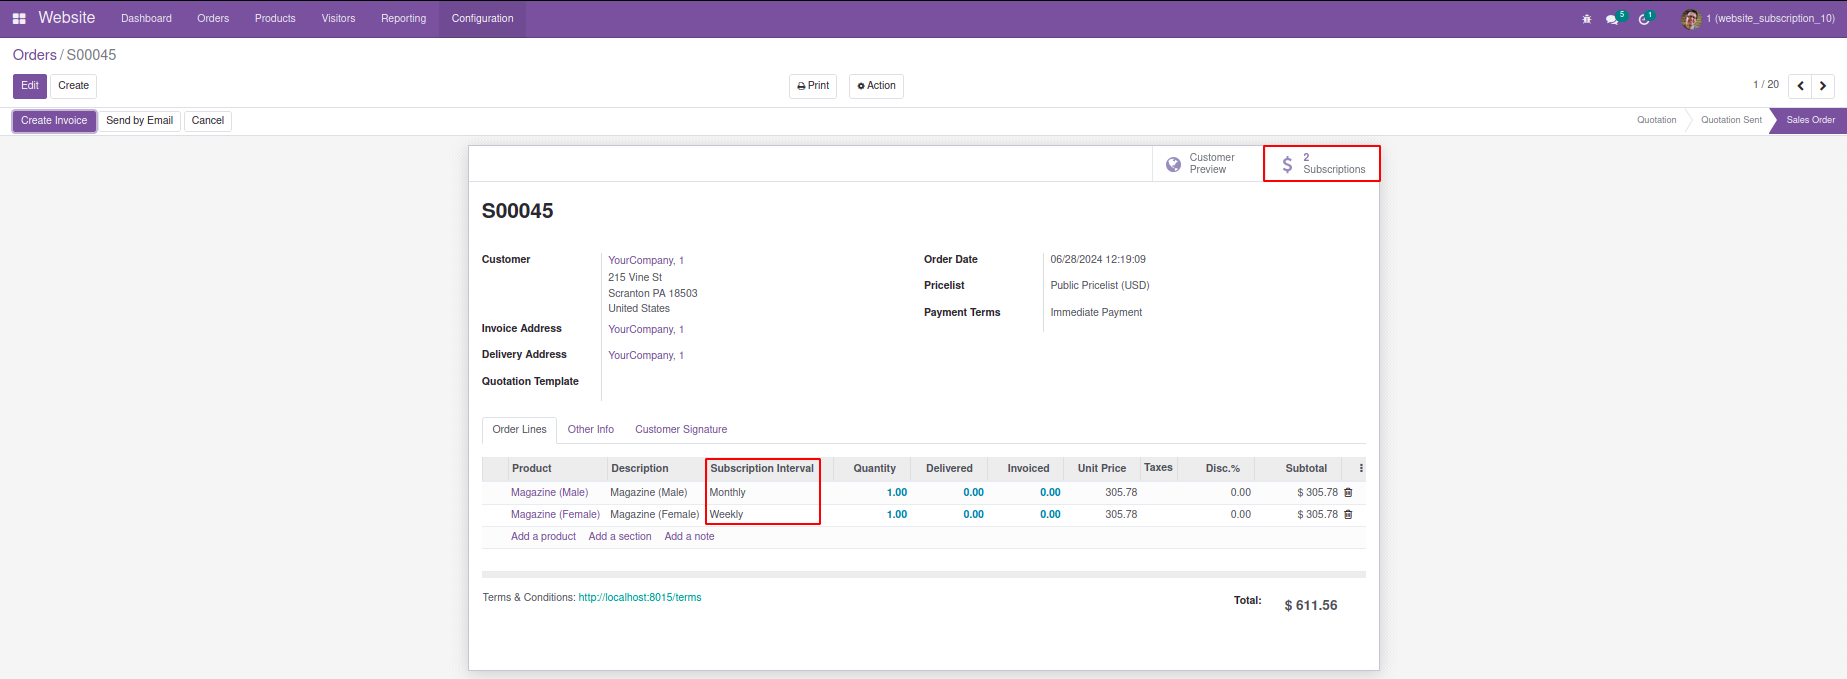 Website Dashboard Orders Products Visitors Reporting Configuration 5 1 1 (website_subscription_10)
Orders / S00045
Edit Create Print Action 1 / 20
Create Invoice Send by Email Cancel Quotation Quotation Sent Sales Order
Customer Preview
2 Subscriptions
S00045
Customer YourCompany, 1
215 Vine St
Scranton PA 18503
United States
Invoice Address YourCompany, 1
Delivery Address YourCompany, 1
Quotation Template
Order Date 06/28/2024 12:19:09
Pricelist Public Pricelist (USD)
Payment Terms Immediate Payment
Order Lines Other Info Customer Signature
Product Description Subscription Interval Quantity Delivered Invoiced Unit Price Taxes Disc.% Subtotal
Magazine (Male) Magazine (Male) Monthly 1.00 0.00 0.00 305.78 0.00 $ 305.78
Magazine (Female) Magazine (Female) Weekly 1.00 0.00 0.00 305.78 0.00 $ 305.78
Add a product Add a section Add a note
Terms & Conditions: http://localhost:8015/terms
Total: $ 611.56